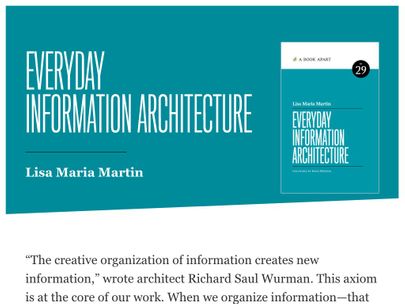 EVERYDAY
INFORMATION ARCHITECTURE
Lisa Maria Martin
A BOOK APART
29
Lisa Maria Martin
EVERYDAY
INFORMATION
ARCHITECTURE
“The creative organization of information creates new
information,” wrote architect Richard Saul Wurman. This axiom
is at the core of our work. When we organize information—that